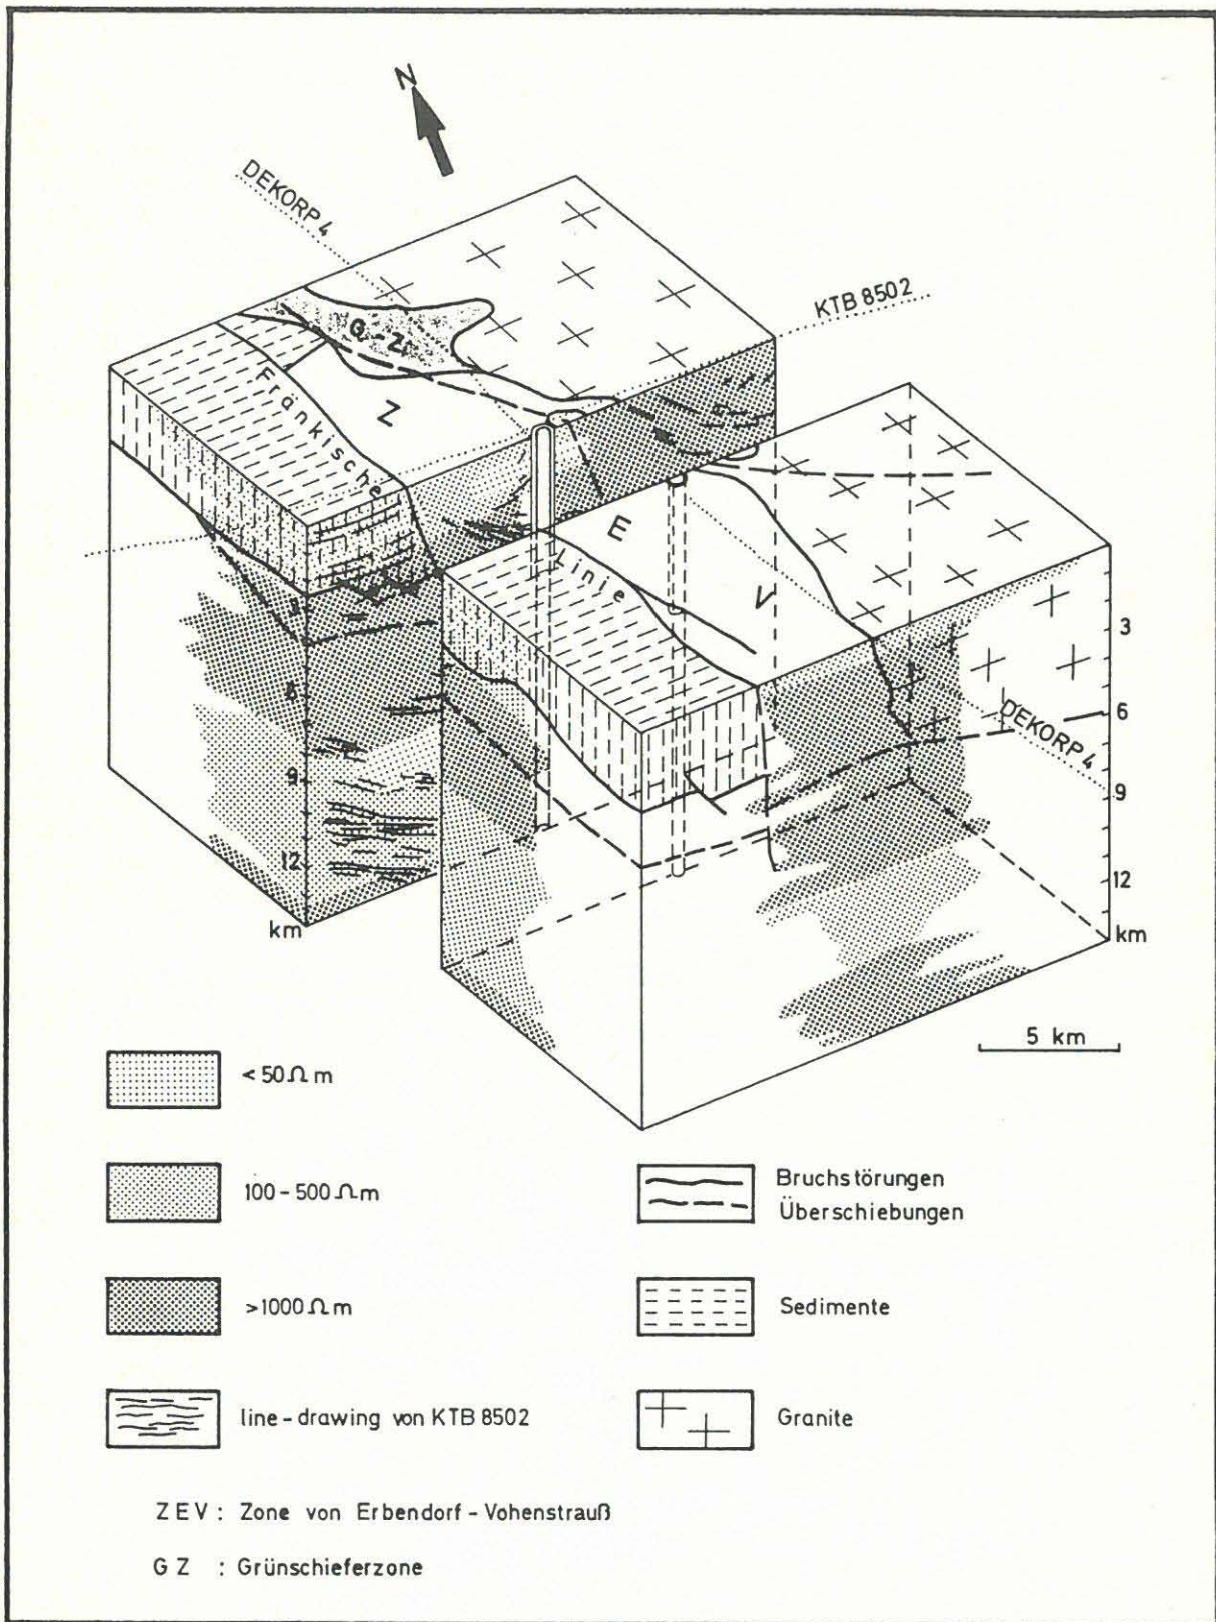 N
DEKORP 4
KTB 8502
G.-Z.
Fränkische
Z
E
Linie
V
3
6
9
12
km
3
6
9
12
km
DEKORP 4
5 km
< 50 Ω m
100 - 500 Ω m
>1000 Ω m
line - drawing von KTB 8502
Bruchstörungen
Überschiebungen
Sedimente
Granite
ZEV : Zone von Erbendorf - Vohenstrauß
GZ : Grünschieferzone